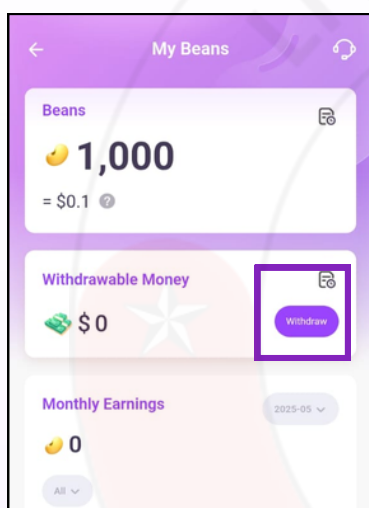 My Beans
Beans
1,000
= $0.1 ?
Withdrawable Money
$ 0
Withdraw
Monthly Earnings
2025-05
0
All